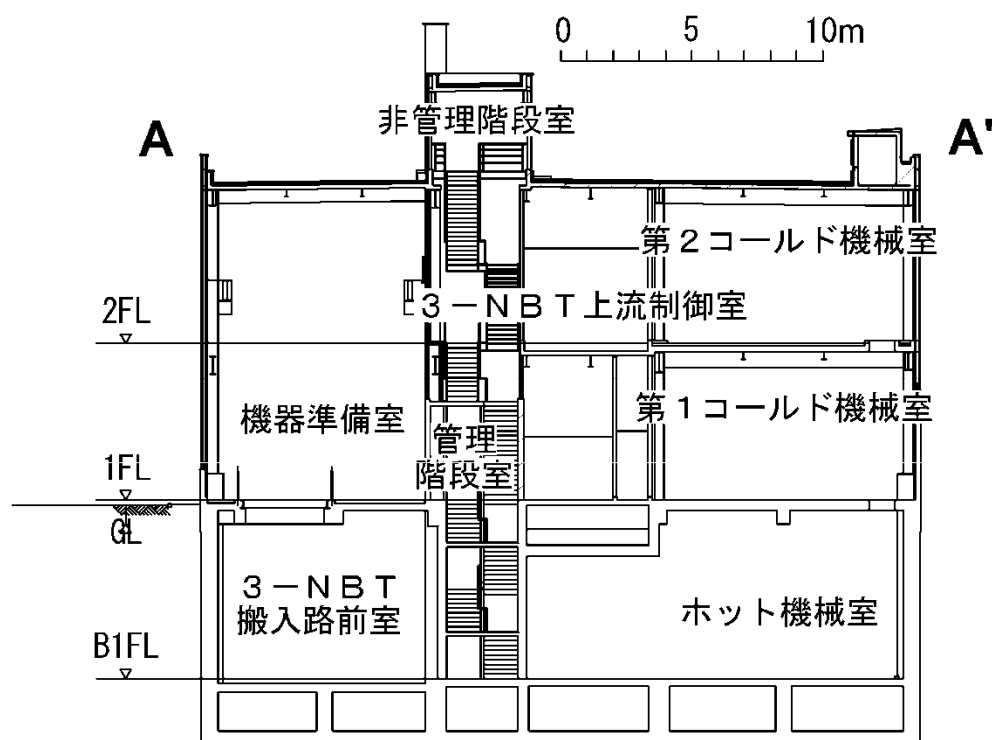 0 5 10m
非管理階段室
A A'
第2コールド機械室
3-NBT上流制御室
2FL
第1コールド機械室
機器準備室
管理
階段室
1FL
GL
3-NBT
搬入路前室
ホット機械室
B1FL